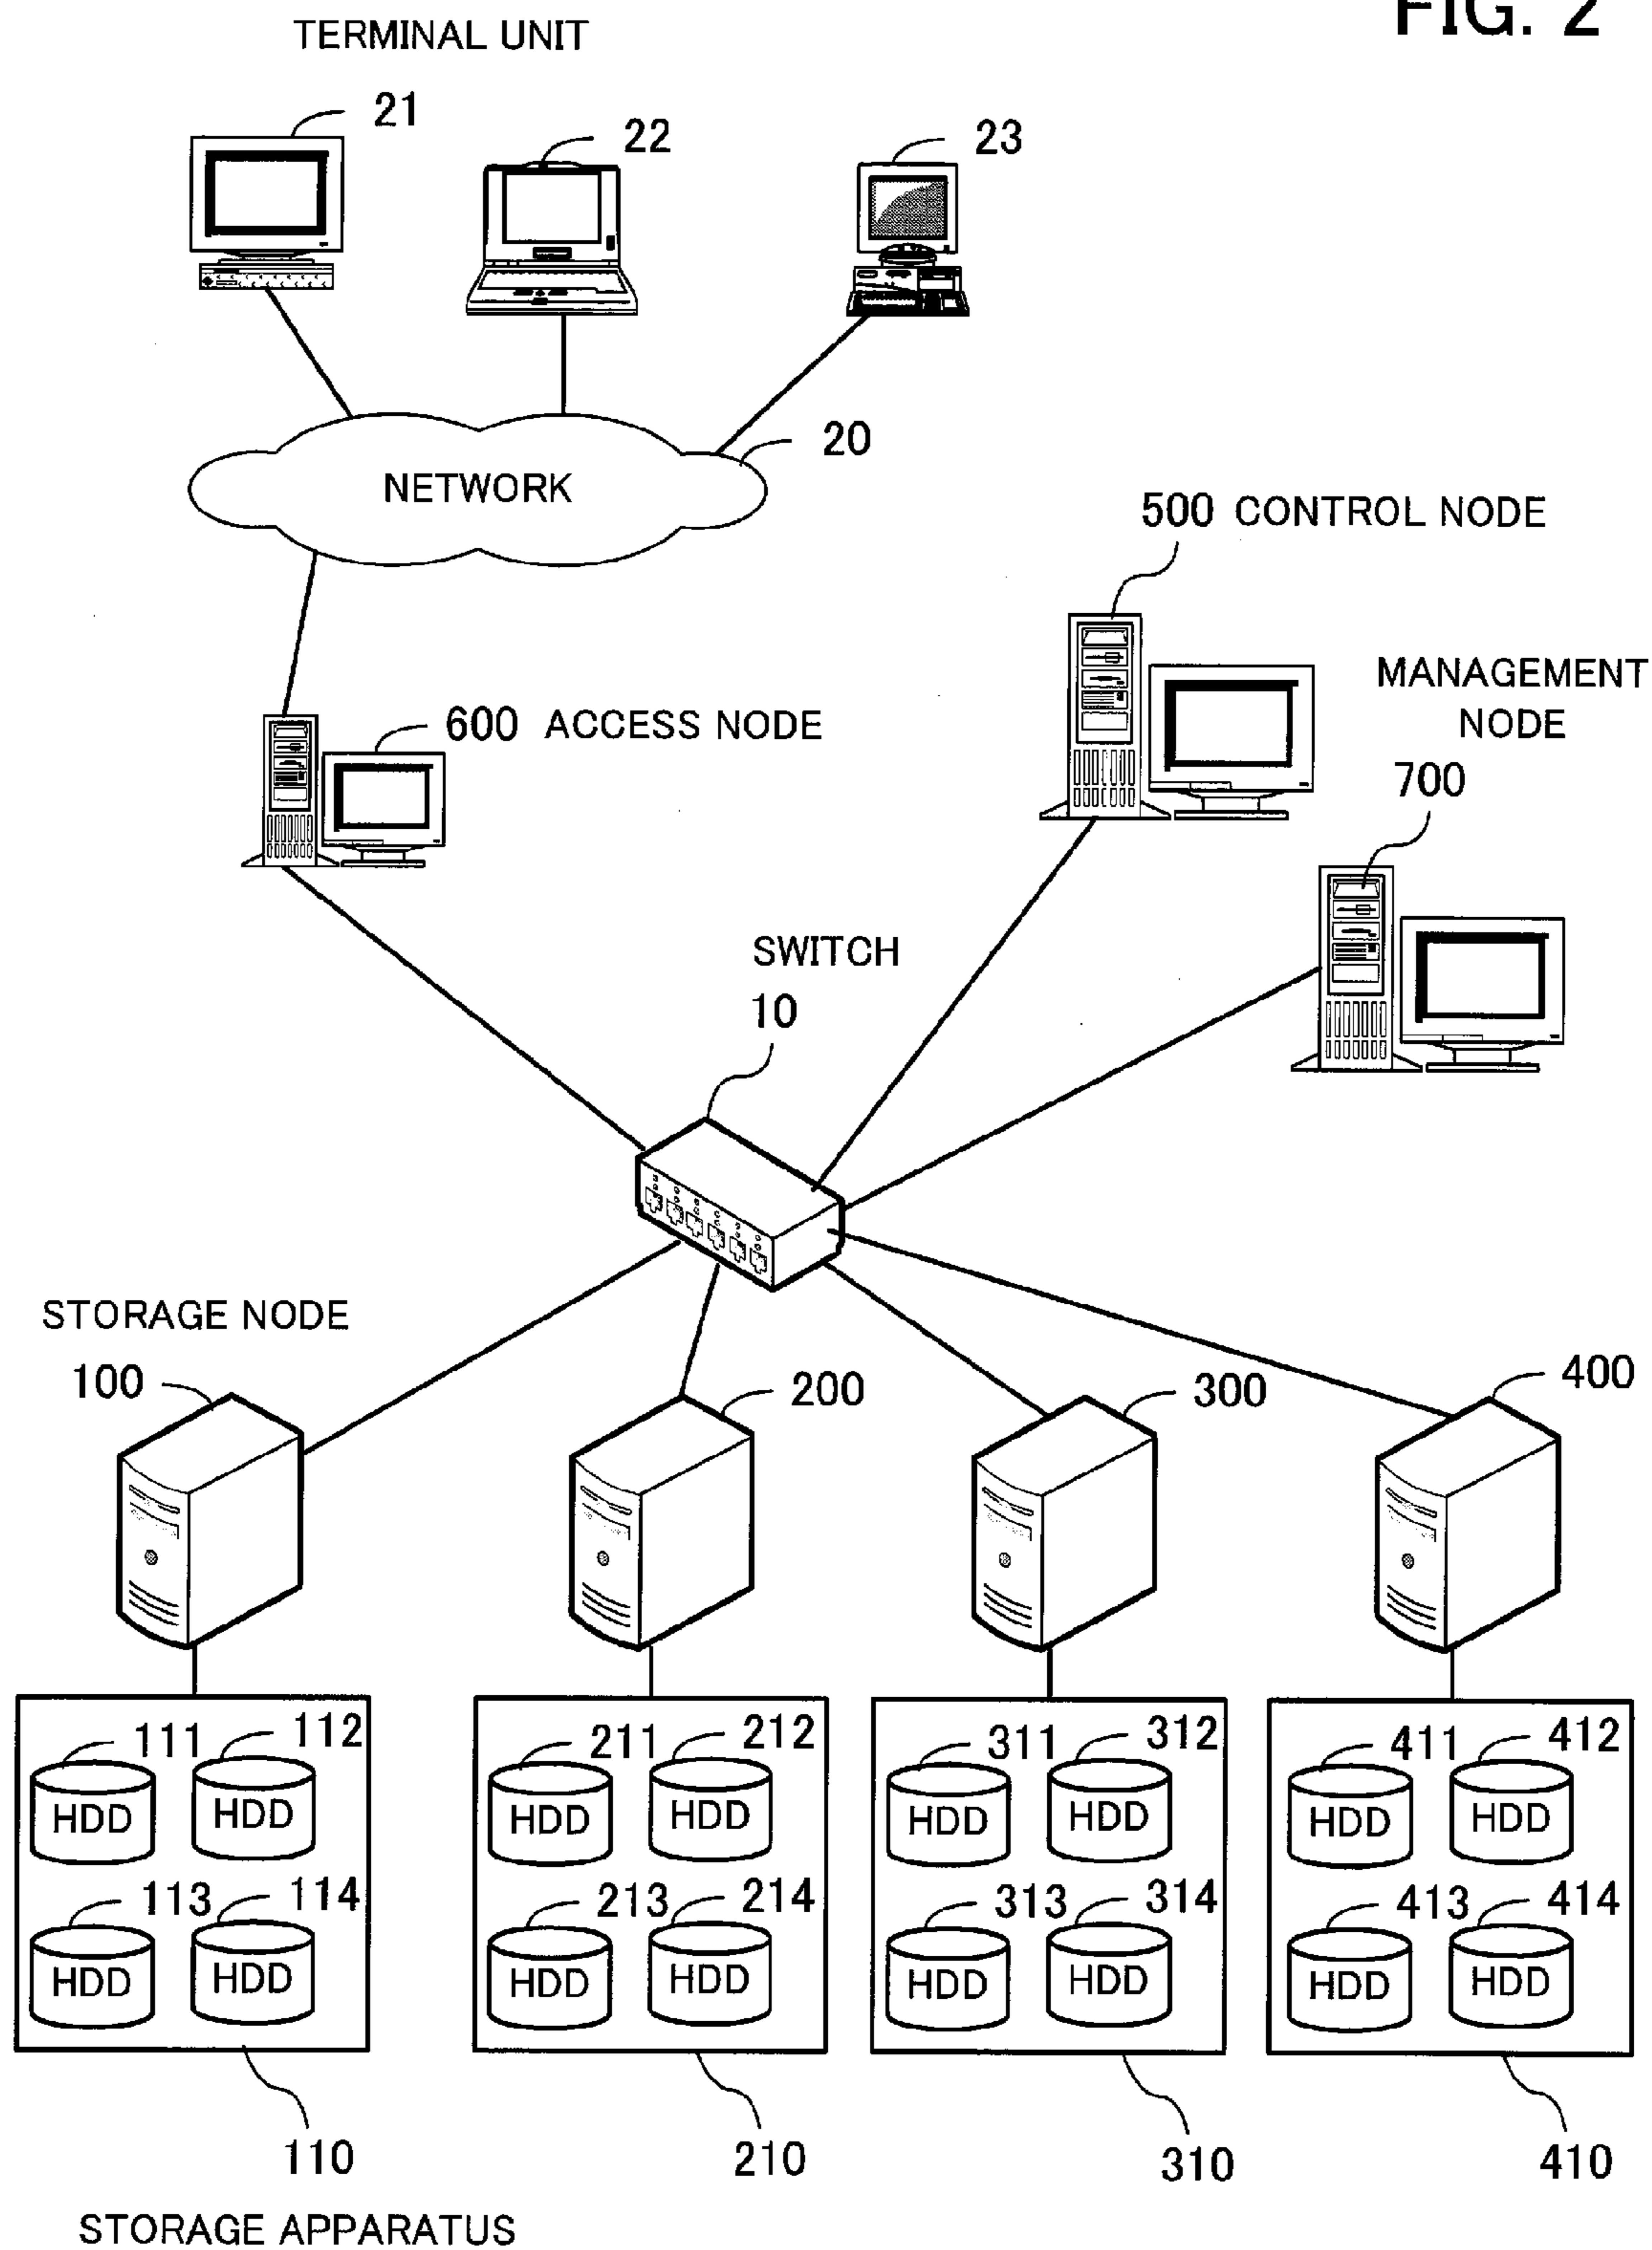 FIG. 2
TERMINAL UNIT
21
22
23
20
NETWORK
500 CONTROL NODE
MANAGEMENT
NODE
700
600 ACCESS NODE
SWITCH
10
STORAGE NODE
100
200
300
400
111
112
211
212
311
312
411
412
HDD
HDD
HDD
HDD
HDD
HDD
HDD
HDD
113
114
213
214
313
314
413
414
HDD
HDD
HDD
HDD
HDD
HDD
HDD
HDD
110
210
310
410
STORAGE APPARATUS